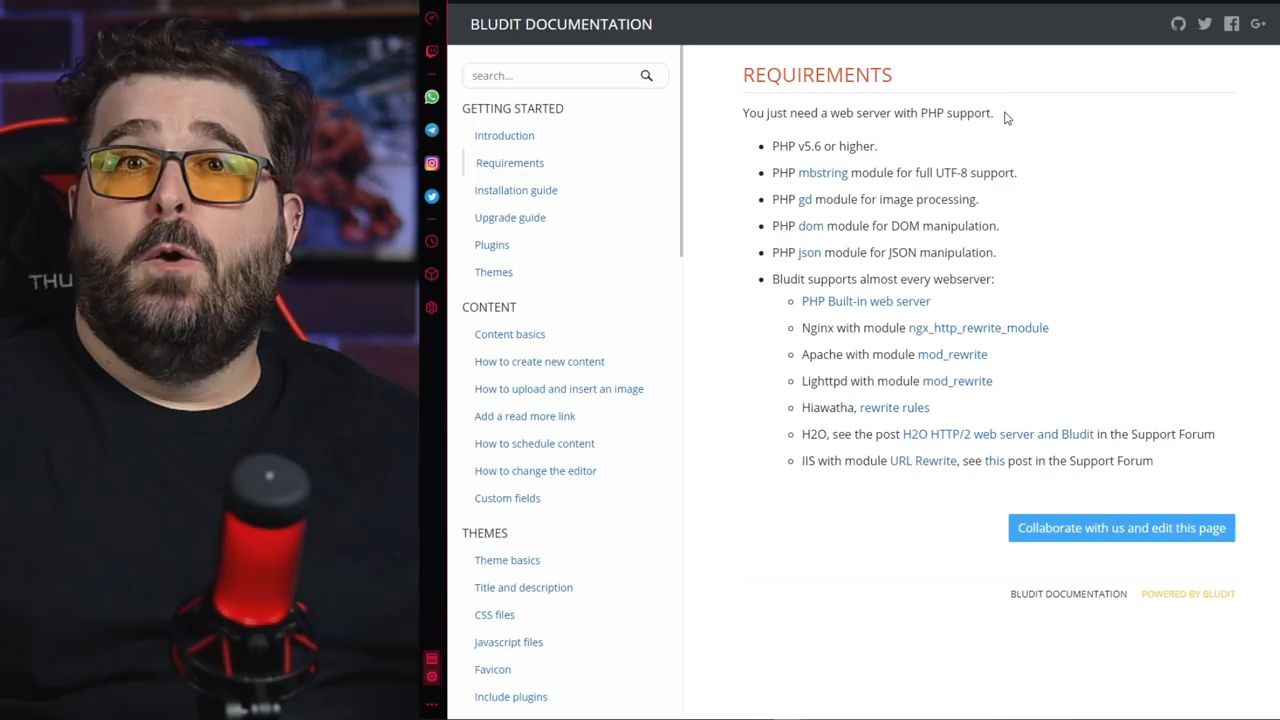 THU
BLUDIT DOCUMENTATION
search...
GETTING STARTED
Introduction
Requirements
Installation guide
Upgrade guide
Plugins
Themes
CONTENT
Content basics
How to create new content
How to upload and insert an image
Add a read more link
How to schedule content
How to change the editor
Custom fields
THEMES
Theme basics
Title and description
CSS files
Javascript files
Favicon
Include plugins
REQUIREMENTS
You just need a web server with PHP support.
PHP v5.6 or higher.
PHP mbstring module for full UTF-8 support.
PHP gd module for image processing.
PHP dom module for DOM manipulation.
PHP json module for JSON manipulation.
Bludit supports almost every webserver:
PHP Built-in web server
Nginx with module ngx_http_rewrite_module
Apache with module mod_rewrite
Lighttpd with module mod_rewrite
Hiawatha, rewrite rules
H2O, see the post H2O HTTP/2 web server and Bludit in the Support Forum
IIS with module URL Rewrite, see this post in the Support Forum
Collaborate with us and edit this page
BLUDIT DOCUMENTATION POWERED BY BLUDIT